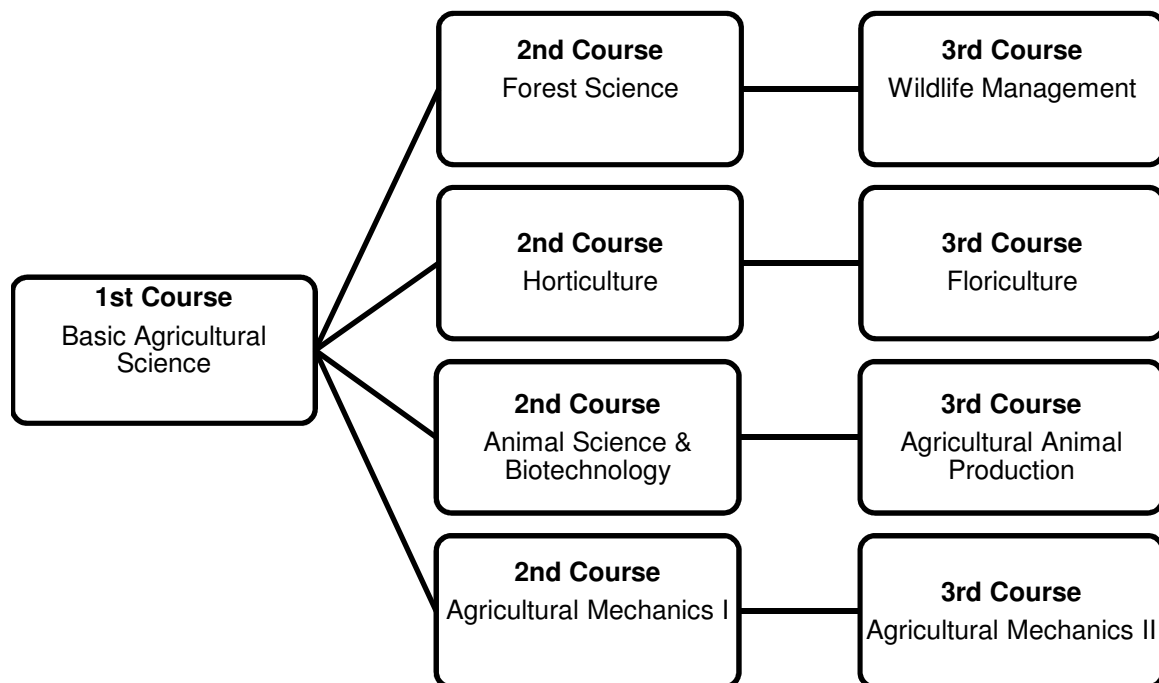 2nd Course
Forest Science
3rd Course
Wildlife Management
2nd Course
Horticulture
3rd Course
Floriculture
1st Course
Basic Agricultural
Science
2nd Course
Animal Science &
Biotechnology
3rd Course
Agricultural Animal
Production
2nd Course
Agricultural Mechanics I
3rd Course
Agricultural Mechanics II